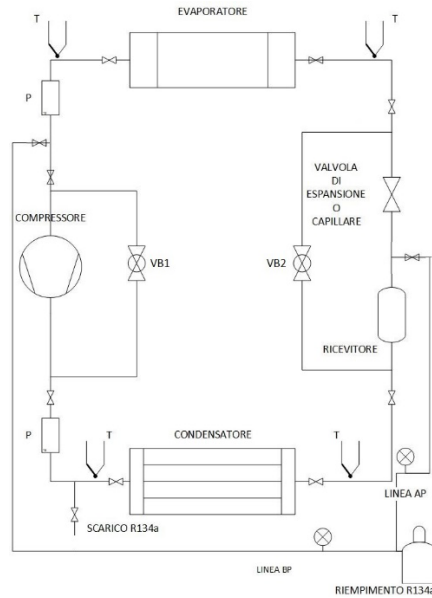 EVAPORATORE
T
T
P
VALVOLA
DI
ESPANSIONE
O
CAPILLARE
COMPRESSORE
VB1
VB2
RICEVITORE
P
T
CONDENSATORE
T
LINEA AP
SCARICO R134a
LINEA BP
RIEMPIMENTO R134a